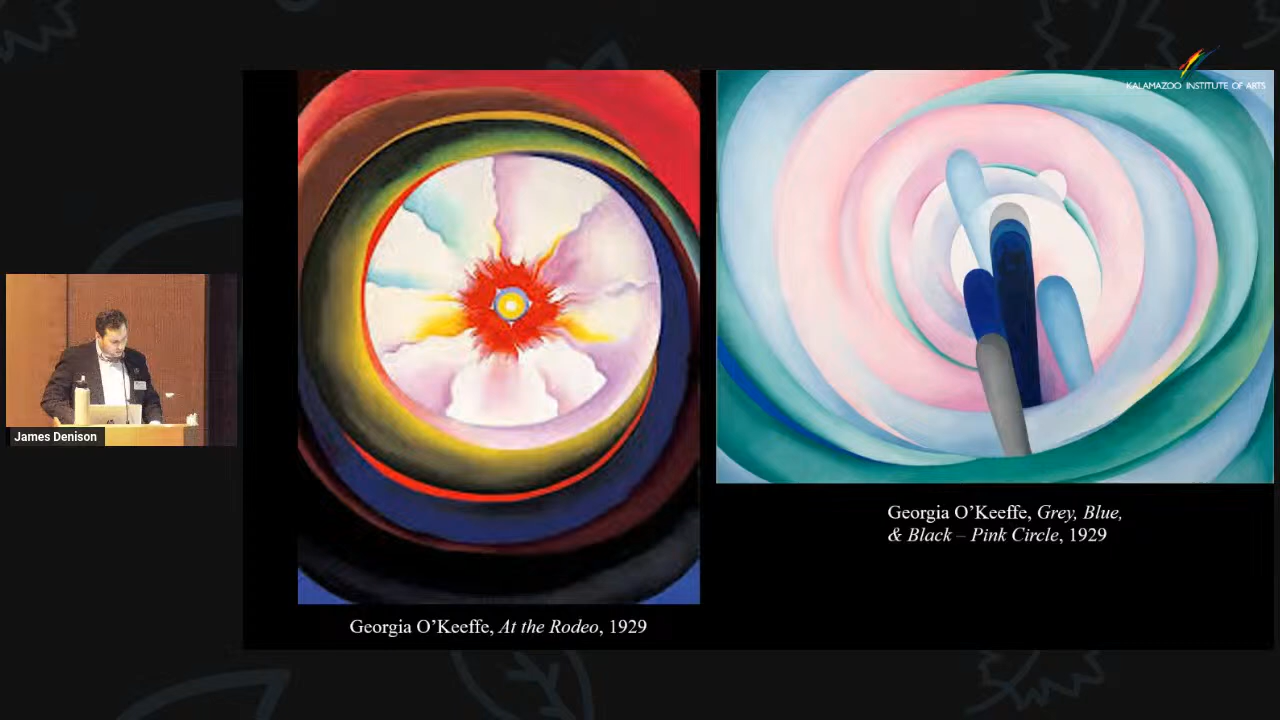 KALAMAZOO INSTITUTE OF ARTS
James Denison
Georgia O’Keeffe, Grey, Blue,
& Black – Pink Circle, 1929
Georgia O’Keeffe, At the Rodeo, 1929